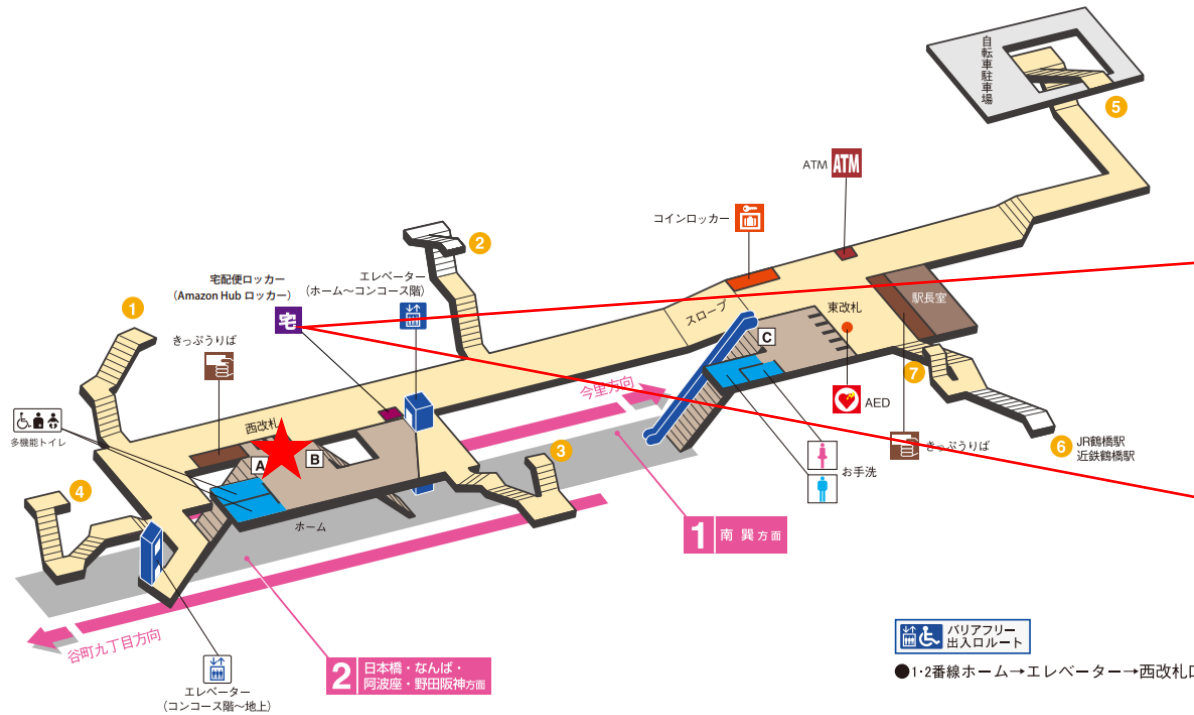 自転車駐車場
5
ATM ATM
コインロッカー
2
エレベーター
(ホーム〜コンコース階)
宅配便ロッカー
(Amazon Hub ロッカー)
宅
1
きっぷうりば
スロープ
東改札
駅長室
C
7
AED
今里方向
西改札
多機能トイレ
A
B
3
4
ホーム
お手洗
きっぷうりば
6
JR鶴橋駅
近鉄鶴橋駅
1 南巽方面
谷町九丁目方向
2 日本橋・なんば・
阿波座・野田阪神方面
エレベーター
(コンコース階〜地上)
バリアフリー
出入口ルート
●1・2番線ホーム→エレベーター→西改札口